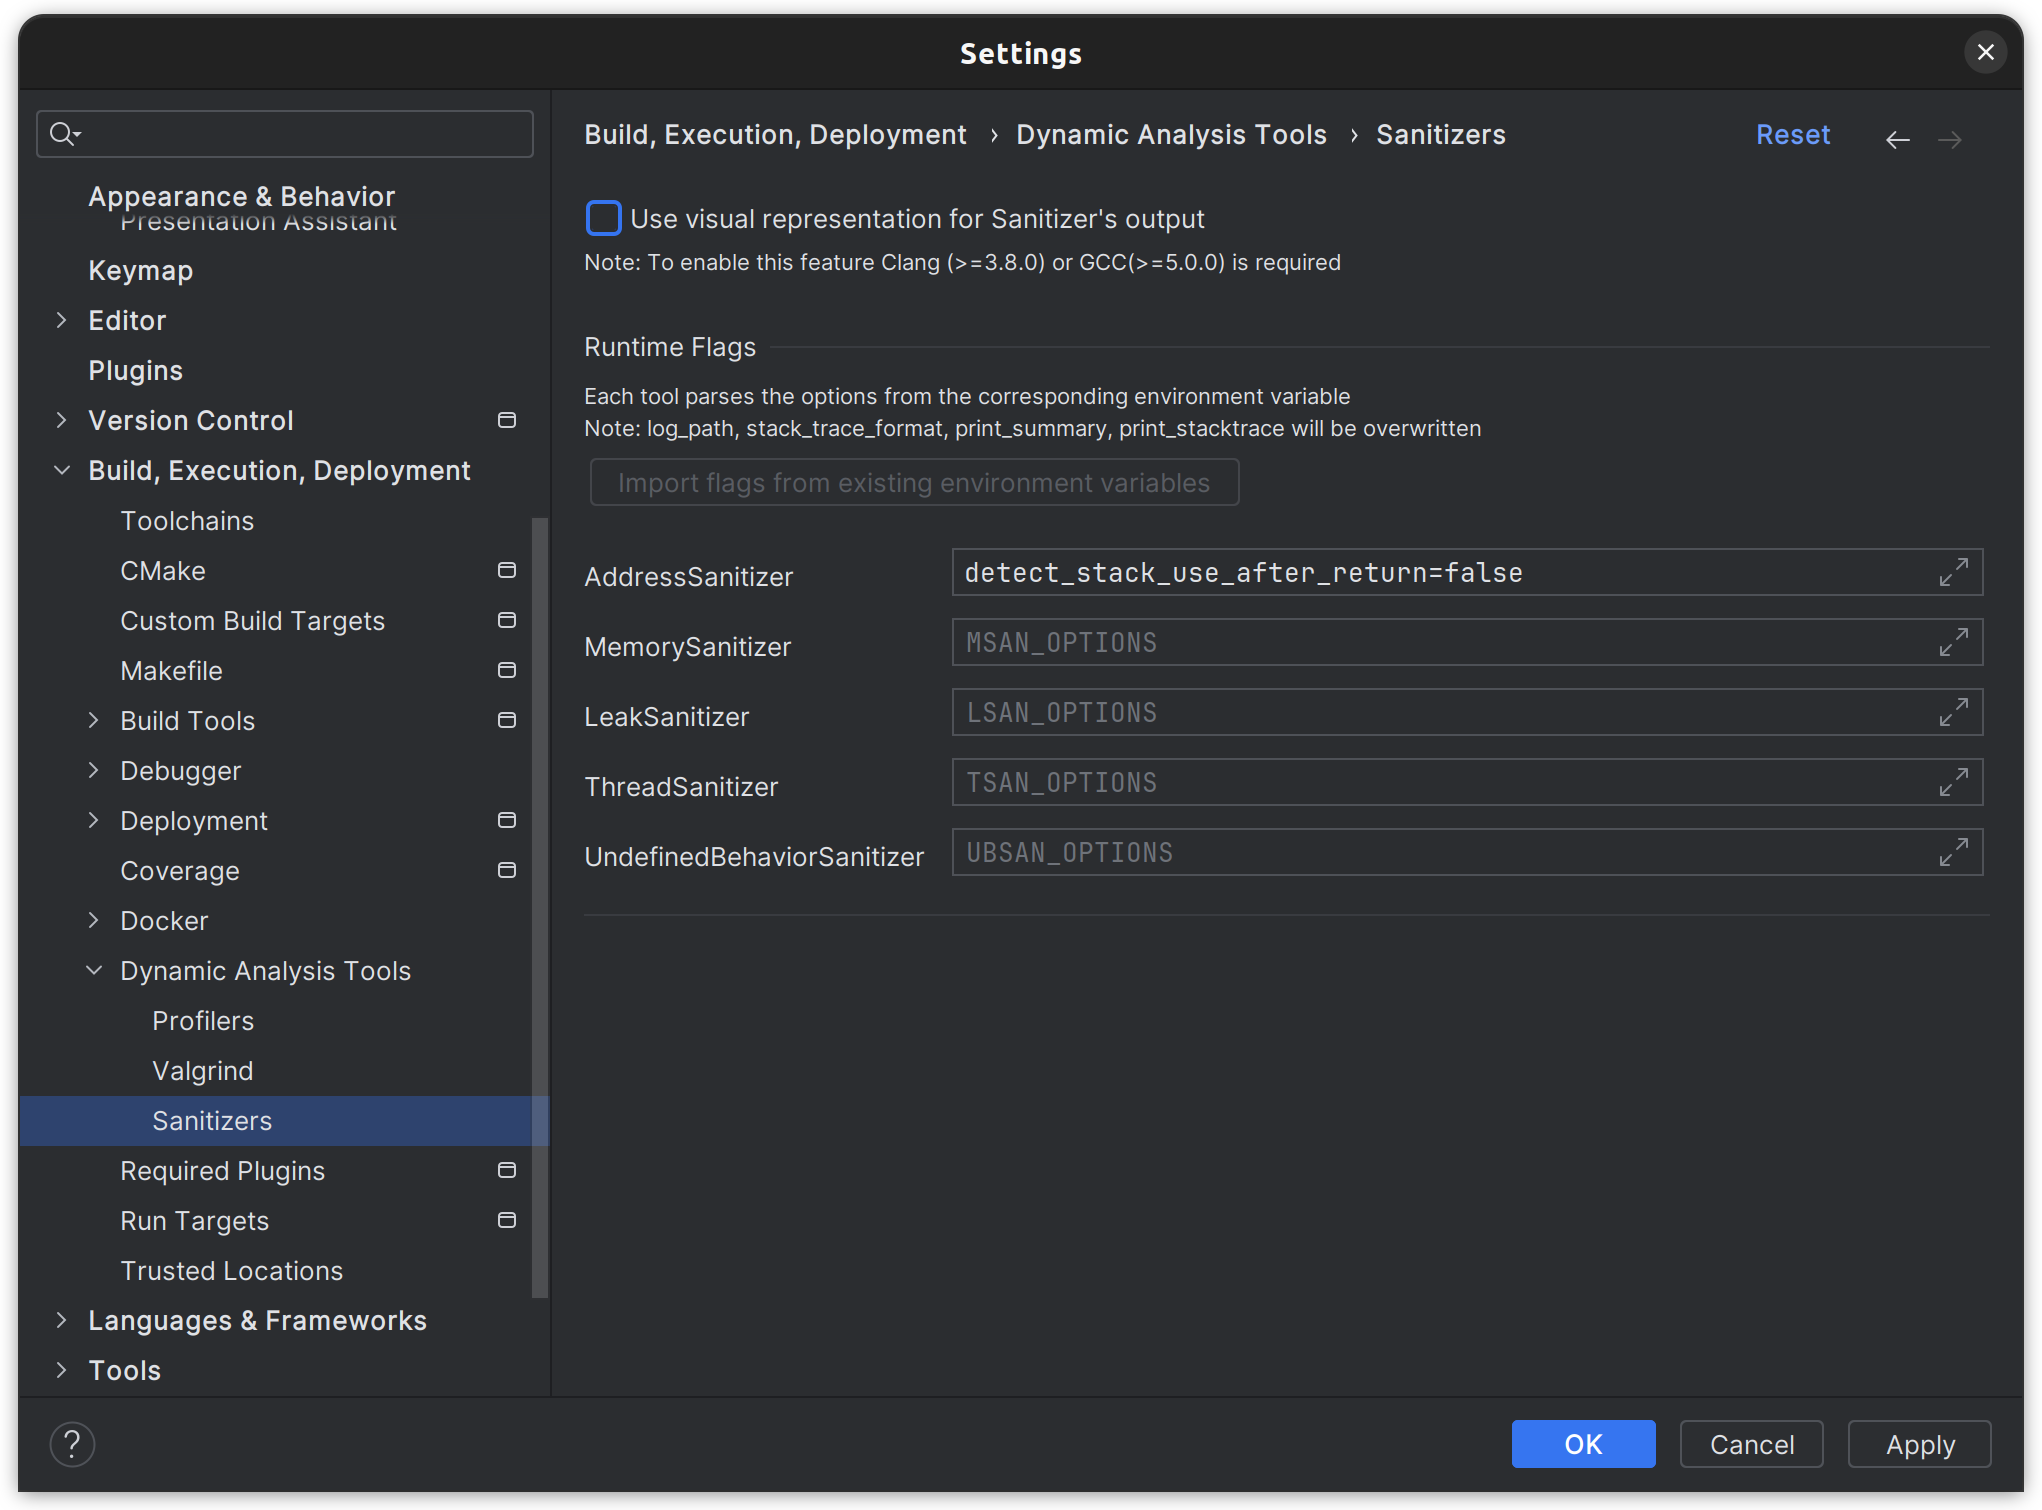 Settings
Build, Execution, Deployment › Dynamic Analysis Tools › Sanitizers
Reset
Appearance & Behavior
Presentation Assistant
Keymap
Editor
Plugins
Version Control
Build, Execution, Deployment
Toolchains
CMake
Custom Build Targets
Makefile
Build Tools
Debugger
Deployment
Coverage
Docker
Dynamic Analysis Tools
Profilers
Valgrind
Sanitizers
Required Plugins
Run Targets
Trusted Locations
Languages & Frameworks
Tools
Use visual representation for Sanitizer's output
Note: To enable this feature Clang (>=3.8.0) or GCC(>=5.0.0) is required
Runtime Flags
Each tool parses the options from the corresponding environment variable
Note: log_path, stack_trace_format, print_summary, print_stacktrace will be overwritten
Import flags from existing environment variables
AddressSanitizer detect_stack_use_after_return=false
MemorySanitizer MSAN_OPTIONS
LeakSanitizer LSAN_OPTIONS
ThreadSanitizer TSAN_OPTIONS
UndefinedBehaviorSanitizer UBSAN_OPTIONS
?
OK
Cancel
Apply